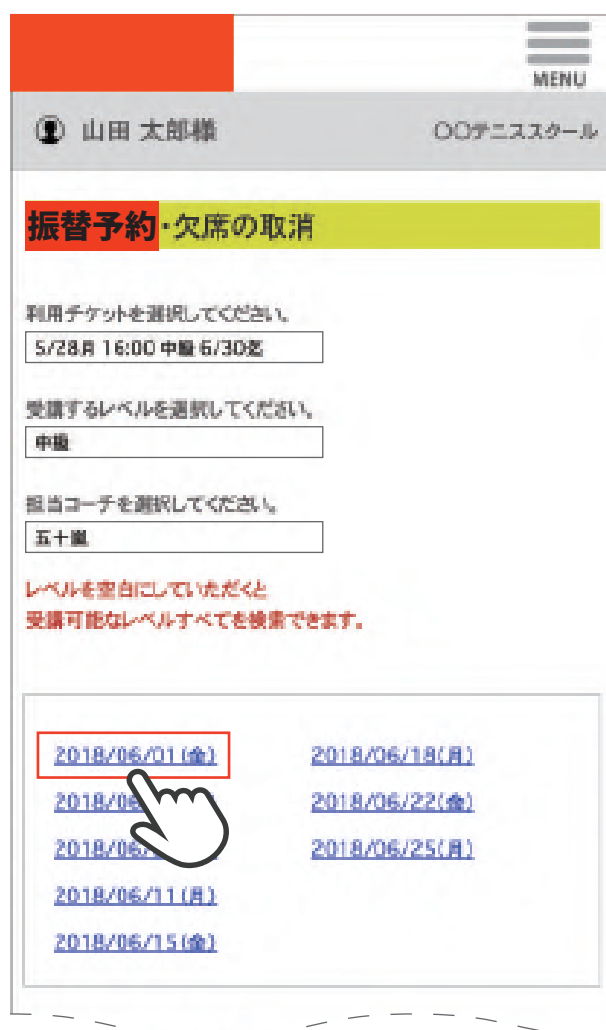 MENU
山田 太郎様
〇〇テニススクール
振替予約・欠席の取消
利用チケットを選択してください。
5/28月 16:00 中級 6/30迄
受講するレベルを選択してください。
中級
担当コーチを選択してください。
五十嵐
レベルを空白にしていただくと
受講可能なレベルすべてを検索できます。
2018/06/01(金)
2018/06
2018/06
2018/06/11(月)
2018/06/15(金)
2018/06/18(月)
2018/06/22(金)
2018/06/25(月)